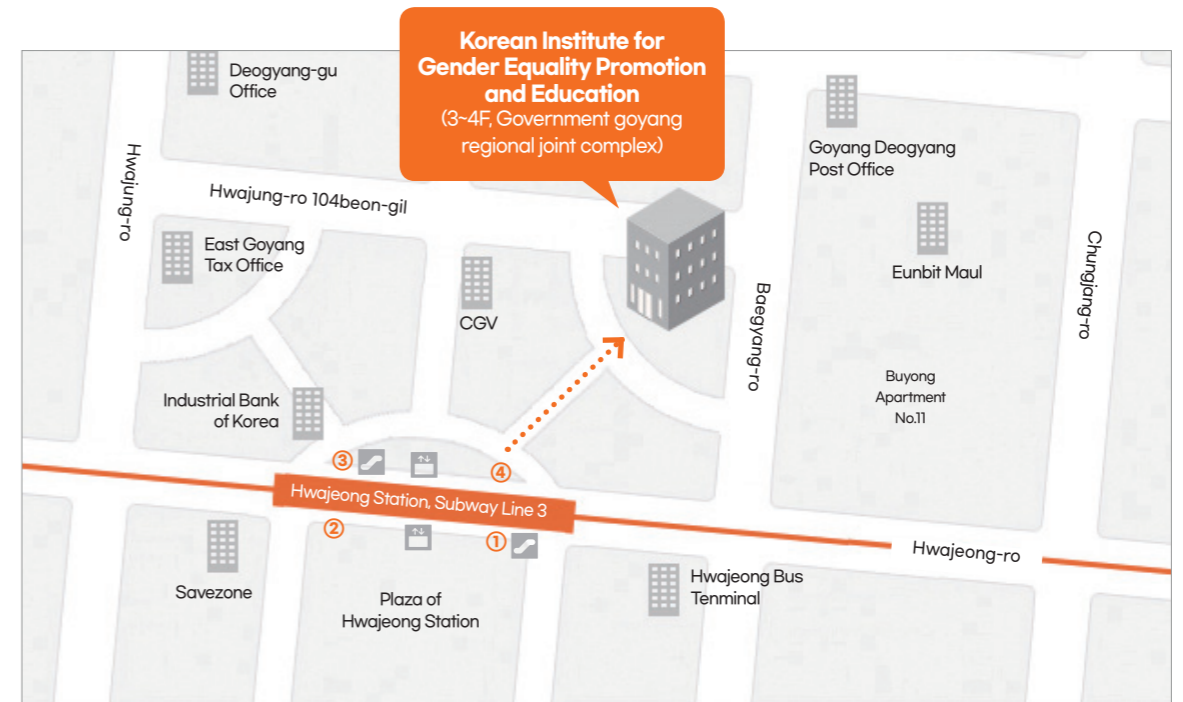 Korean Institute for
Gender Equality Promotion
and Education
(3~4F, Government goyang
regional joint complex)
Deogyang-gu
Office
Goyang Deogyang
Post Office
Hwajung-ro
Hwajung-ro 104beon-gil
East Goyang
Tax Office
Eunbit Maul
Chungjang-ro
CGV
Baegyang-ro
Buyong
Apartment
No.11
Industrial Bank
of Korea
③
④
Hwajeong Station, Subway Line 3
②
①
Hwajeong-ro
Savezone
Plaza of
Hwajeong Station
Hwajeong Bus
Tenminal